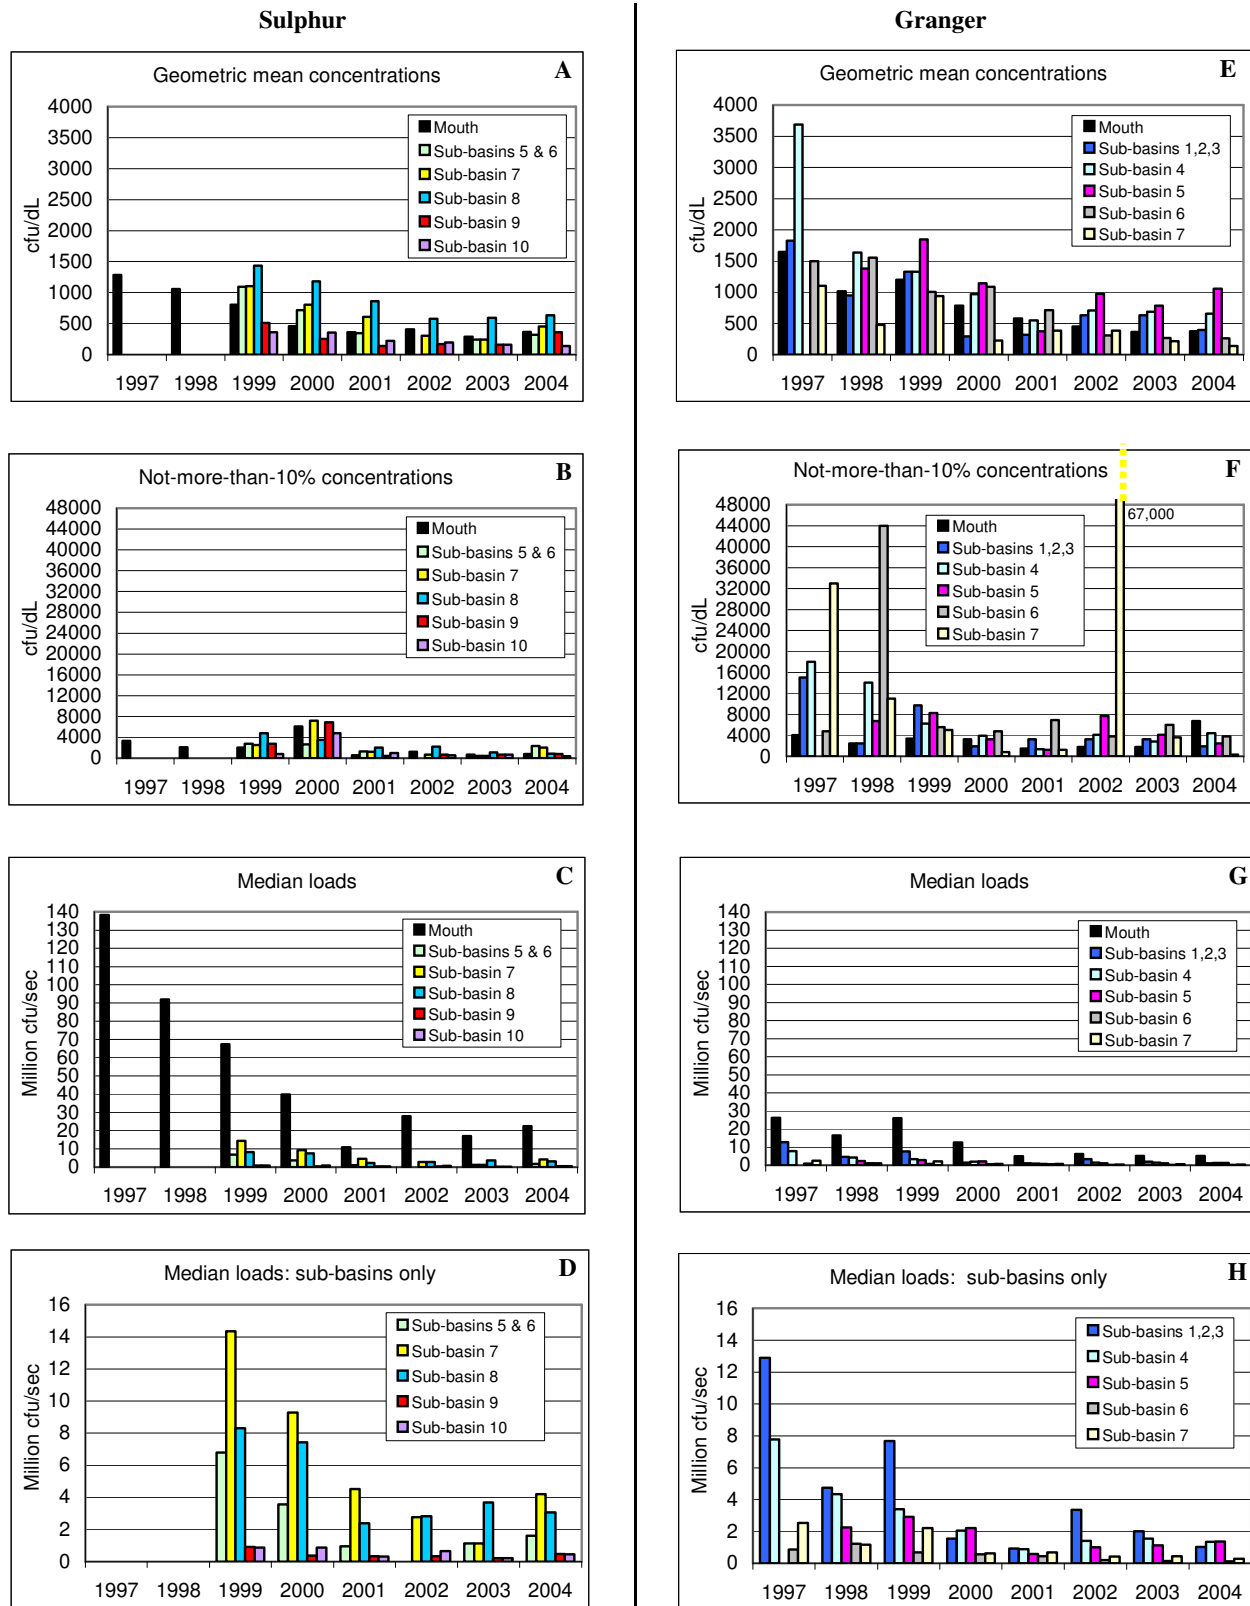 Sulphur
Granger
Geometric mean concentrations
A
cfu/dL
4000
3500
3000
2500
2000
1500
1000
500
0
Mouth
Sub-basins 5 & 6
Sub-basin 7
Sub-basin 8
Sub-basin 9
Sub-basin 10
1997 1998 1999 2000 2001 2002 2003 2004
Not-more-than-10% concentrations
B
cfu/dL
48000
44000
40000
36000
32000
28000
24000
20000
16000
12000
8000
4000
0
Mouth
Sub-basins 5 & 6
Sub-basin 7
Sub-basin 8
Sub-basin 9
Sub-basin 10
1997 1998 1999 2000 2001 2002 2003 2004
Median loads
C
Million cfu/sec
140
130
120
110
100
90
80
70
60
50
40
30
20
10
0
Mouth
Sub-basins 5 & 6
Sub-basin 7
Sub-basin 8
Sub-basin 9
Sub-basin 10
1997 1998 1999 2000 2001 2002 2003 2004
Median loads: sub-basins only
D
Million cfu/sec
16
14
12
10
8
6
4
2
0
Sub-basins 5 & 6
Sub-basin 7
Sub-basin 8
Sub-basin 9
Sub-basin 10
1997 1998 1999 2000 2001 2002 2003 2004
Geometric mean concentrations
E
cfu/dL
4000
3500
3000
2500
2000
1500
1000
500
0
Mouth
Sub-basins 1,2,3
Sub-basin 4
Sub-basin 5
Sub-basin 6
Sub-basin 7
1997 1998 1999 2000 2001 2002 2003 2004
Not-more-than-10% concentrations
F
cfu/dL
48000
44000
40000
36000
32000
28000
24000
20000
16000
12000
8000
4000
0
Mouth
Sub-basins 1,2,3
Sub-basin 4
Sub-basin 5
Sub-basin 6
Sub-basin 7
67,000
1997 1998 1999 2000 2001 2002 2003 2004
Median loads
G
Million cfu/sec
140
130
120
110
100
90
80
70
60
50
40
30
20
10
0
Mouth
Sub-basins 1,2,3
Sub-basin 4
Sub-basin 5
Sub-basin 6
Sub-basin 7
1997 1998 1999 2000 2001 2002 2003 2004
Median loads: sub-basins only
H
Million cfu/sec
16
14
12
10
8
6
4
2
0
Sub-basins 1,2,3
Sub-basin 4
Sub-basin 5
Sub-basin 6
Sub-basin 7
1997 1998 1999 2000 2001 2002 2003 2004